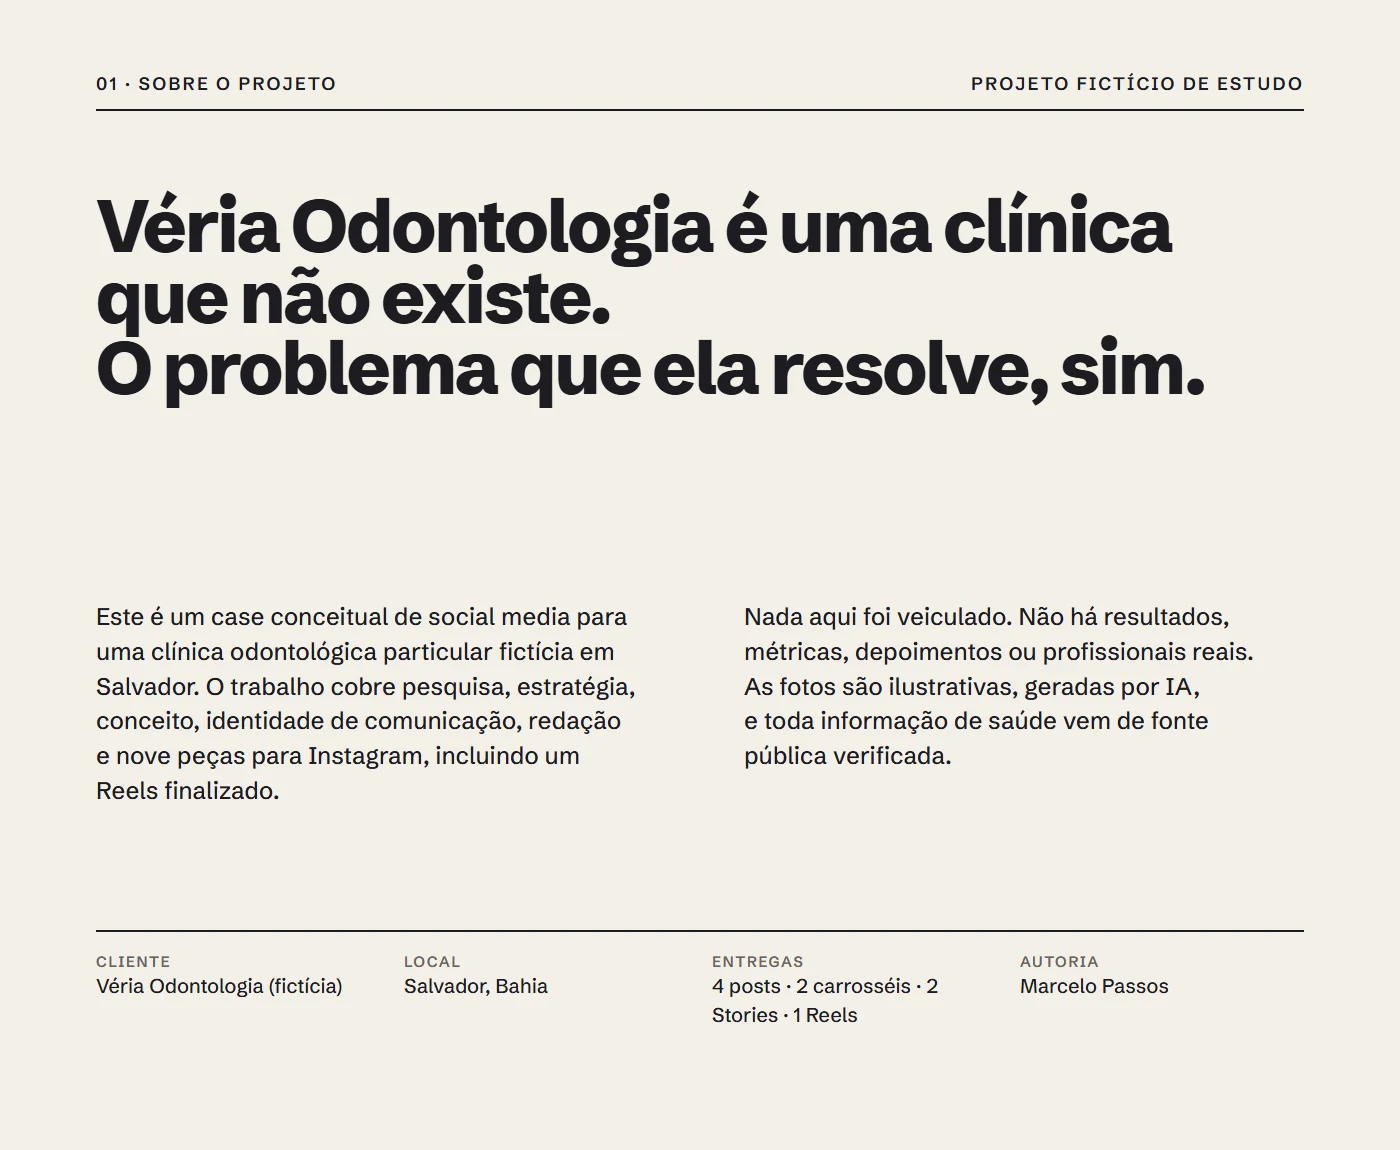 01 · SOBRE O PROJETO
PROJETO FICTÍCIO DE ESTUDO
Véria Odontologia é uma clínica
que não existe.
O problema que ela resolve, sim.
Este é um case conceitual de social media para
uma clínica odontológica particular fictícia em
Salvador. O trabalho cobre pesquisa, estratégia,
conceito, identidade de comunicação, redação
e nove peças para Instagram, incluindo um
Reels finalizado.
Nada aqui foi veiculado. Não há resultados,
métricas, depoimentos ou profissionais reais.
As fotos são ilustrativas, geradas por IA,
e toda informação de saúde vem de fonte
pública verificada.
CLIENTE
Véria Odontologia (fictícia)
LOCAL
Salvador, Bahia
ENTREGAS
4 posts · 2 carrosséis · 2
Stories · 1 Reels
AUTORIA
Marcelo Passos